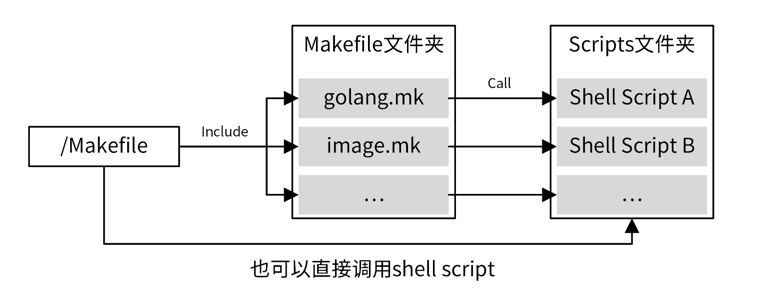 Makefile文件夹
Scripts文件夹
golang.mk
Call
Shell Script A
/Makefile
Include
image.mk
Shell Script B
...
...
也可以直接调用shell script